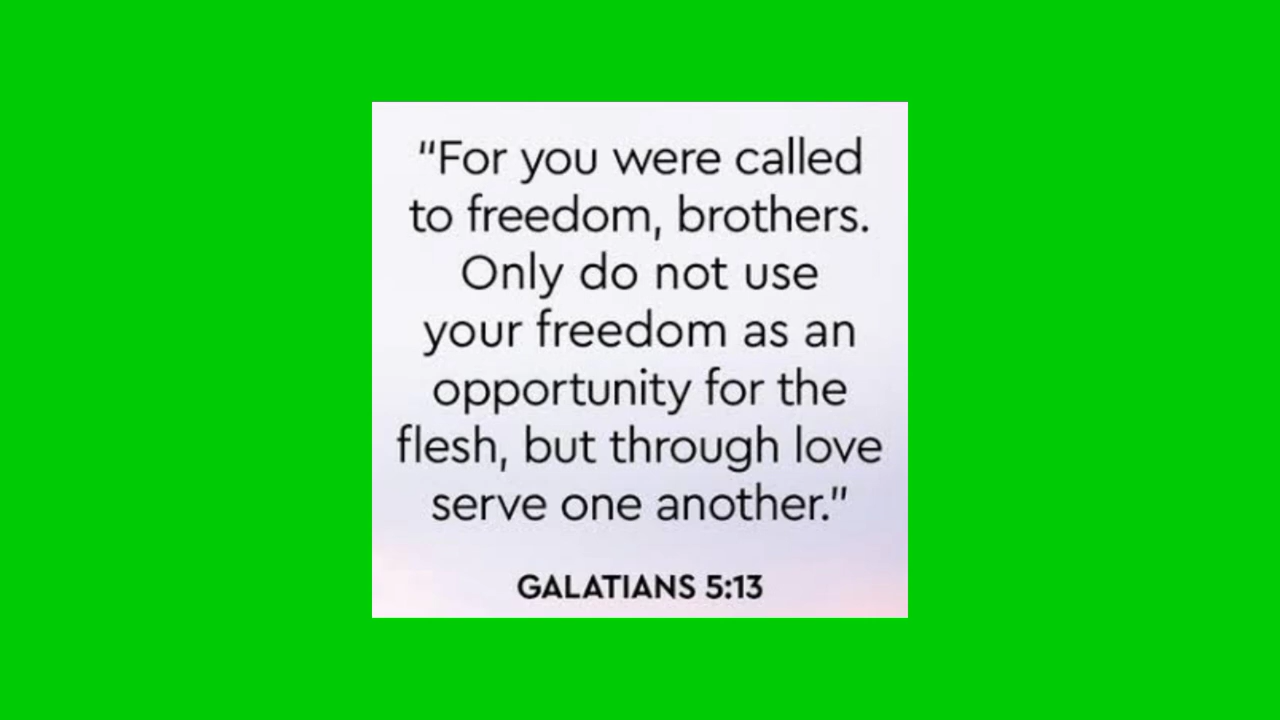 "For you were called
to freedom, brothers.
Only do not use
your freedom as an
opportunity for the
flesh, but through love
serve one another."
GALATIANS 5:13